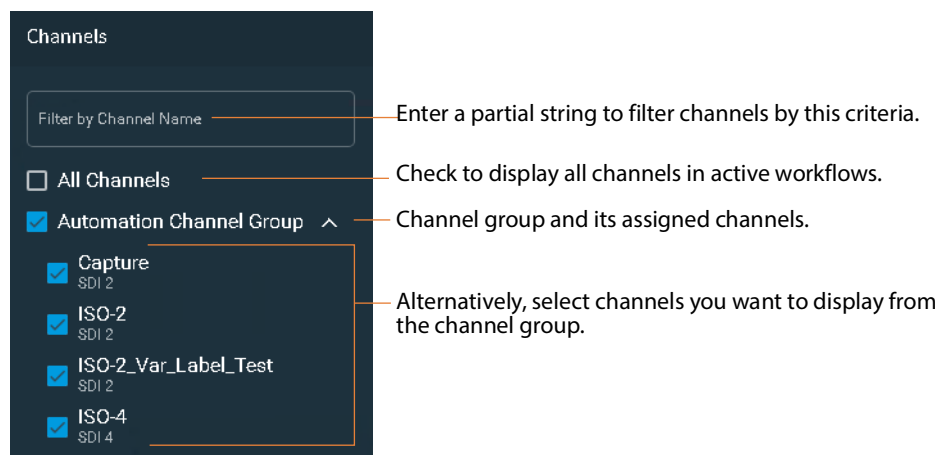 Channels
Filter by Channel Name
Enter a partial string to filter channels by this criteria.
All Channels
Check to display all channels in active workflows.
Automation Channel Group
Channel group and its assigned channels.
Capture
SDI 2
ISO-2
SDI 2
Alternatively, select channels you want to display from
the channel group.
ISO-2_Var_Label_Test
SDI 2
ISO-4
SDI 4